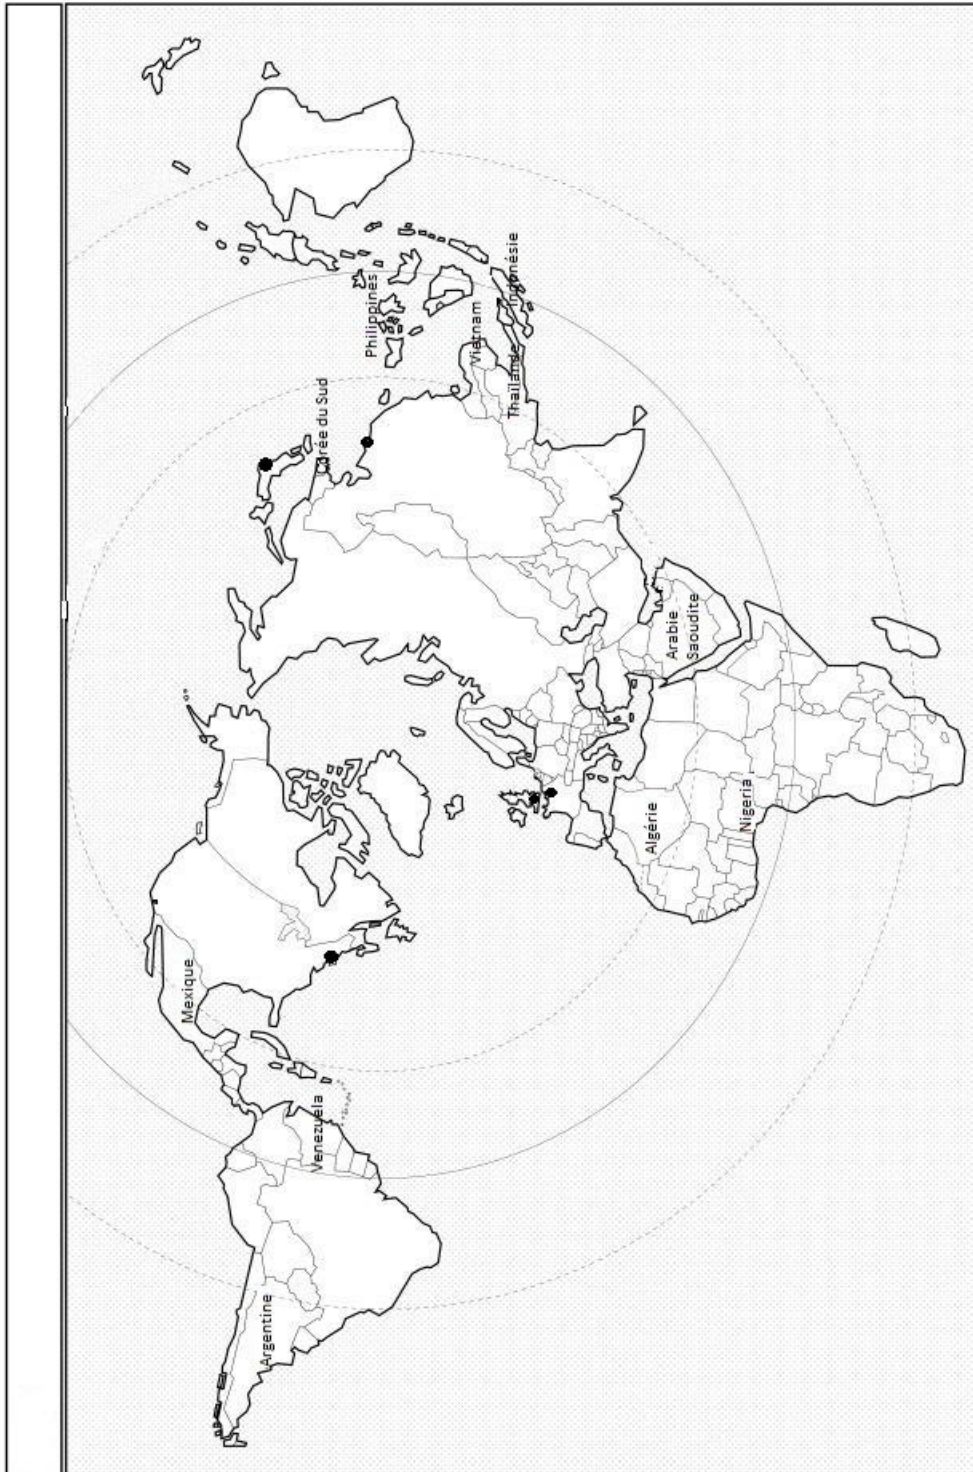 Mexique
Argentine
Venezuela
Corée du Sud
Philippines
Vietnam
Thaïlande
Indonésie
Algérie
Arabie
Saoudite
Nigeria